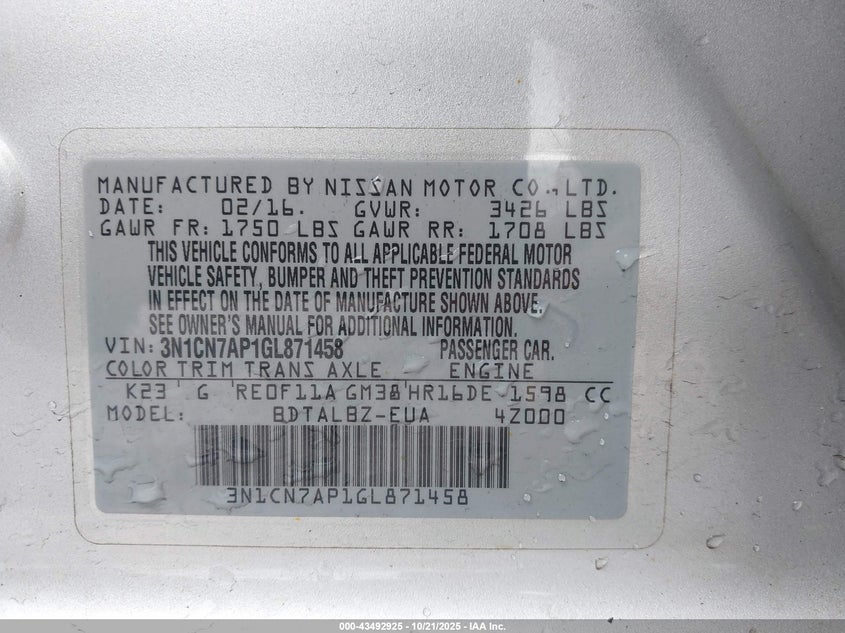 MANUFACTURED BY NISSAN MOTOR CO., LTD.
DATE: 02/16. GVWR: 3426 LBS
GAWR FR: 1750 LBS GAWR RR: 1708 LBS
THIS VEHICLE CONFORMS TO ALL APPLICABLE FEDERAL MOTOR
VEHICLE SAFETY, BUMPER AND THEFT PREVENTION STANDARDS
IN EFFECT ON THE DATE OF MANUFACTURE SHOWN ABOVE.
SEE OWNER'S MANUAL FOR ADDITIONAL INFORMATION.
VIN: 3N1CN7AP1GL871458 PASSENGER CAR.
COLOR TRIM TRANS AXLE ENGINE
K23 G RE0F11A GM38 HR16DE 1598 CC
MODEL: BDTALBZ-EUA 4Z000
3N1CN7AP1GL871458
000-43492925 - 10/21/2025 - IAA Inc.